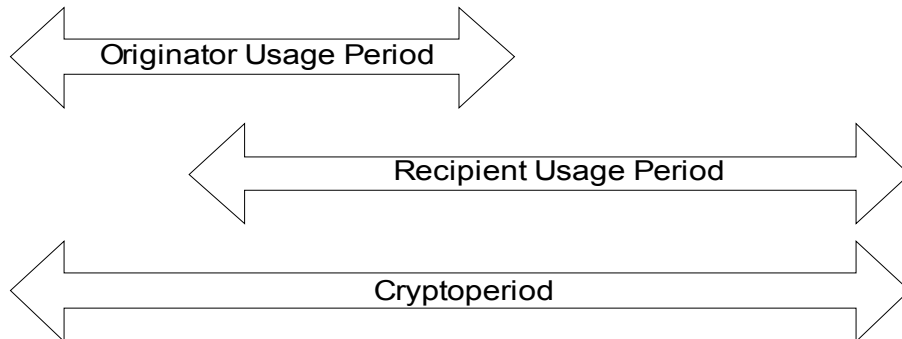 Originator Usage Period
Recipient Usage Period
Cryptoperiod